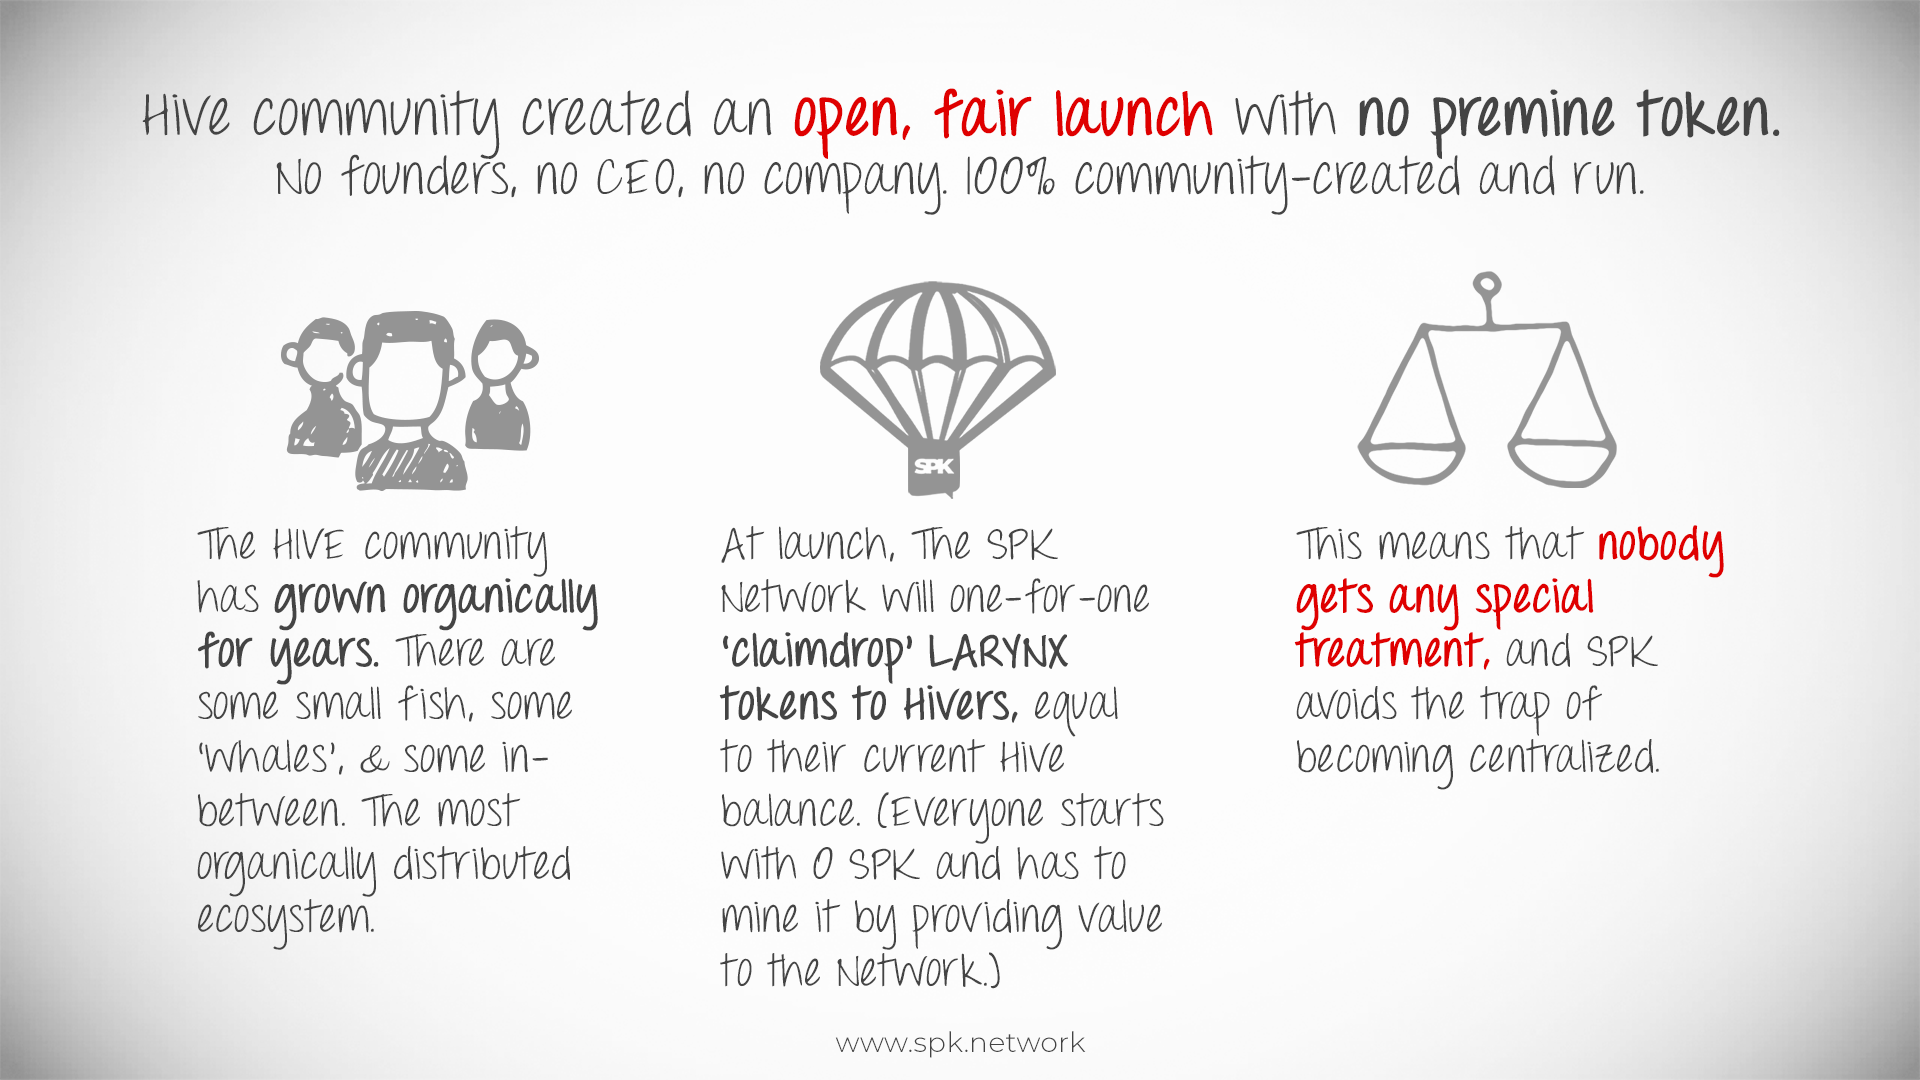 Hive community created an open, fair launch with no premine token.
No founders, no CEO, no company. 100% community-created and run.
The HIVE community
has grown organically
for years. There are
some small fish, some
'whales', & some in-
between. The most
organically distributed
ecosystem.
SPK
At launch, The SPK
Network will one-for-one
'claimdrop' LARYNX
tokens to Hivers, equal
to their current Hive
balance. (Everyone starts
with 0 SPK and has to
mine it by providing value
to the Network.)
This means that nobody
gets any special
treatment, and SPK
avoids the trap of
becoming centralized.
www.spk.network